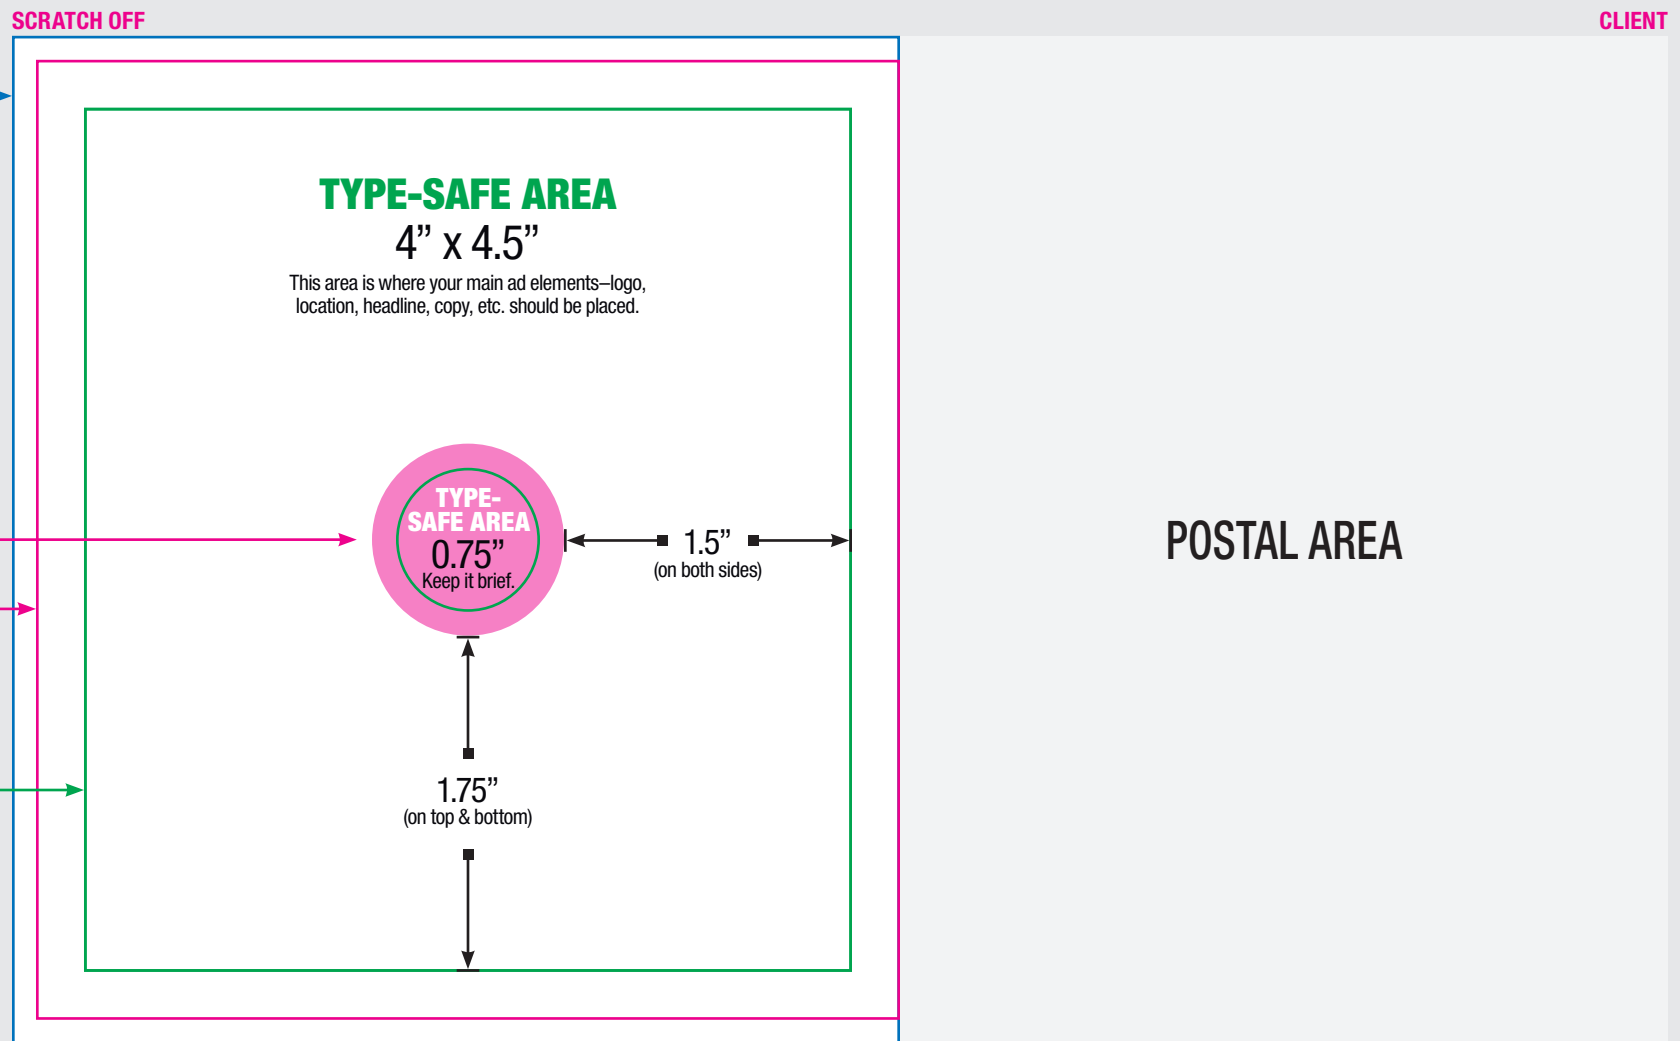 SCRATCH OFF
CLIENT
TYPE-SAFE AREA
4” x 4.5”
This area is where your main ad elements–logo,
location, headline, copy, etc. should be placed.
TYPE-
SAFE AREA
0.75”
Keep it brief.
1.5”
(on both sides)
POSTAL AREA
1.75”
(on top & bottom)